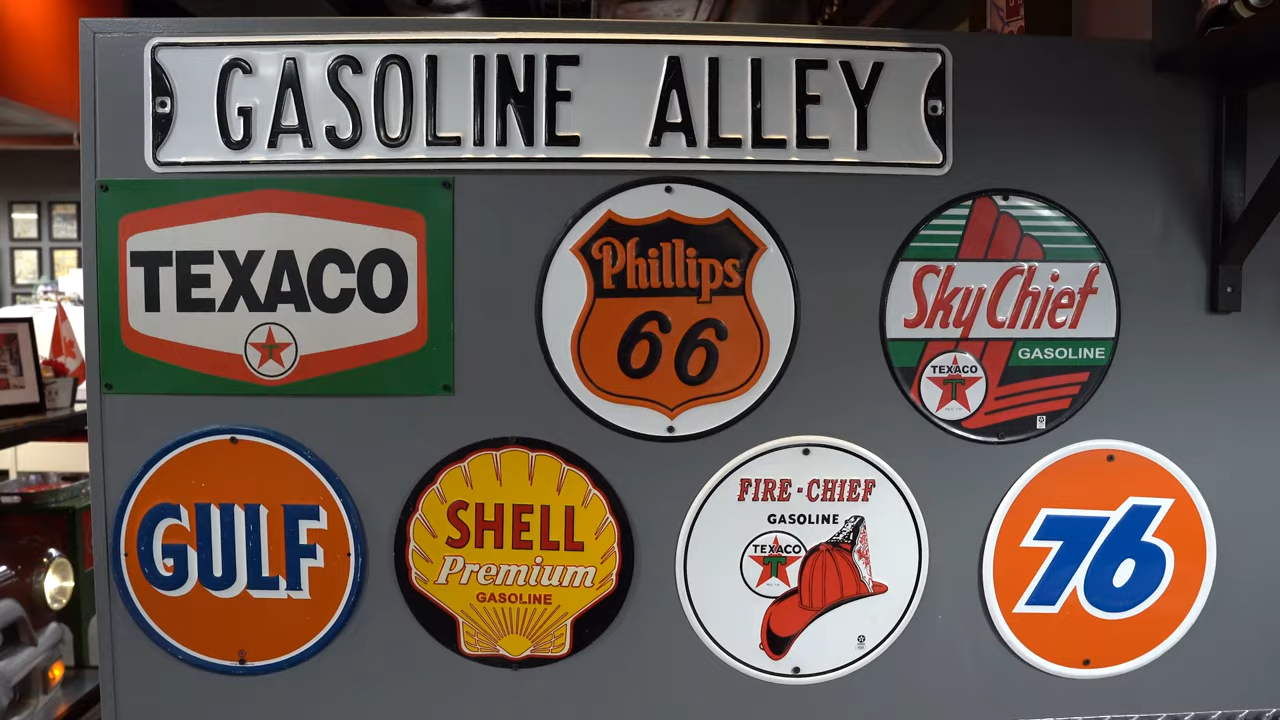 GASOLINE ALLEY
TEXACO
T
Phillips
66
Sky Chief
GASOLINE
TEXACO
T
GULF
SHELL
Premium
GASOLINE
FIRE-CHIEF
GASOLINE
TEXACO
T
76